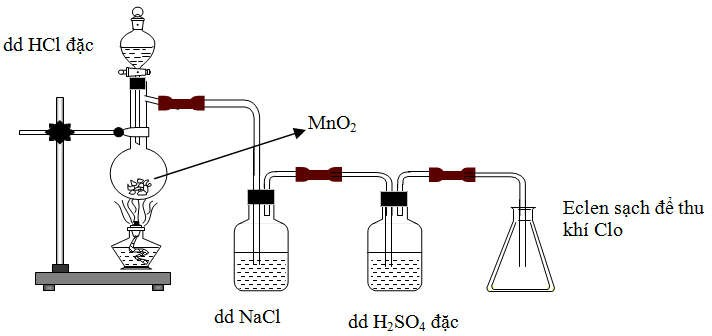 dd HCl đặc
MnO₂
Eclen sạch để thu
khí Clo
dd NaCl
dd H₂SO₄ đặc